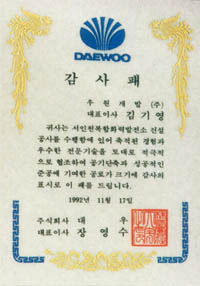 DAEWOO
감 사 패
우 원 개 발 (주)
대표이사 김 기 영
귀사는 서인천복합화력발전소 건설
공사를 수행함에 있어 축적된 경험과
우수한 전문기술을 토대로 적극적
으로 협조하여 공기단축과 성공적인
준공에 기여한 공로가 크기에 감사의
표시로 이 패를 드립니다.
1992년 11월 17일
주식회사 대 우
대표이사 장 영 수